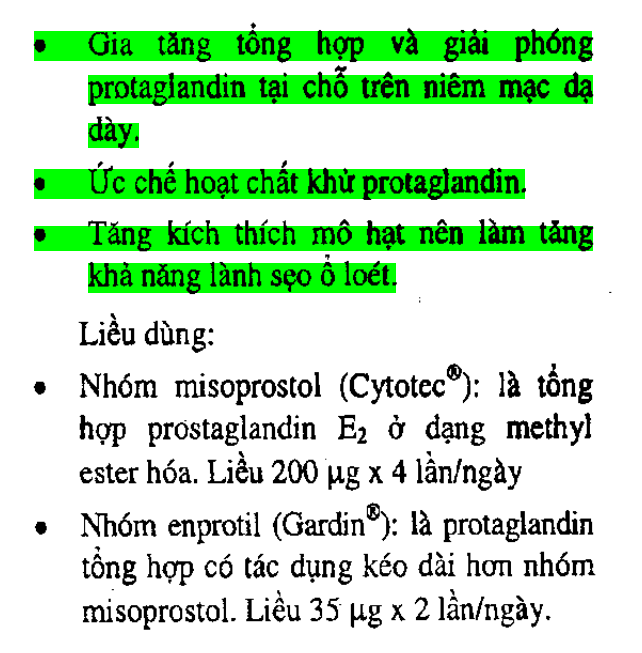 • Gia tăng tổng hợp và giải phóng
protaglandin tại chỗ trên niêm mạc dạ
dày.
• Ức chế hoạt chất khử protaglandin.
• Tăng kích thích mô hạt nên làm tăng
khả năng lành sẹo ổ loét.
Liều dùng:
• Nhóm misoprostol (Cytotec®): là tổng
hợp prostaglandin E₂ ở dạng methyl
ester hóa. Liều 200 μg x 4 lần/ngày
• Nhóm enprotil (Gardin®): là protaglandin
tổng hợp có tác dụng kéo dài hơn nhóm
misoprostol. Liều 35 μg x 2 lần/ngày.